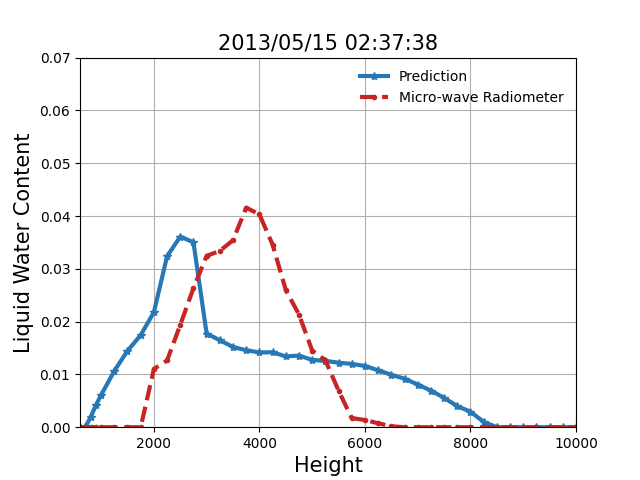 2013/05/15 02:37:38
0.07
0.06
0.05
0.04
0.03
0.02
0.01
0.00
Liquid Water Content
Prediction
Micro-wave Radiometer
2000 4000 6000 8000 10000
Height